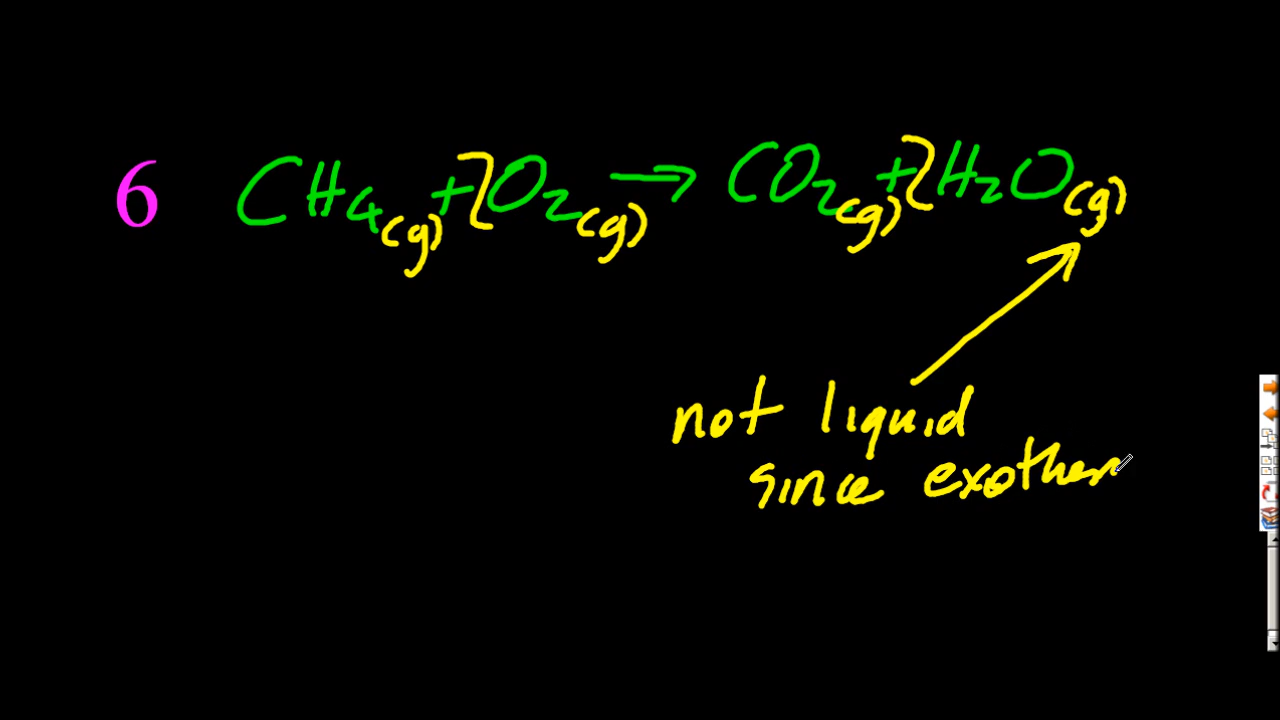 6 CH4(g) + 2O2(g) → CO2(g) + 2H2O(g)
not liquid
since exother